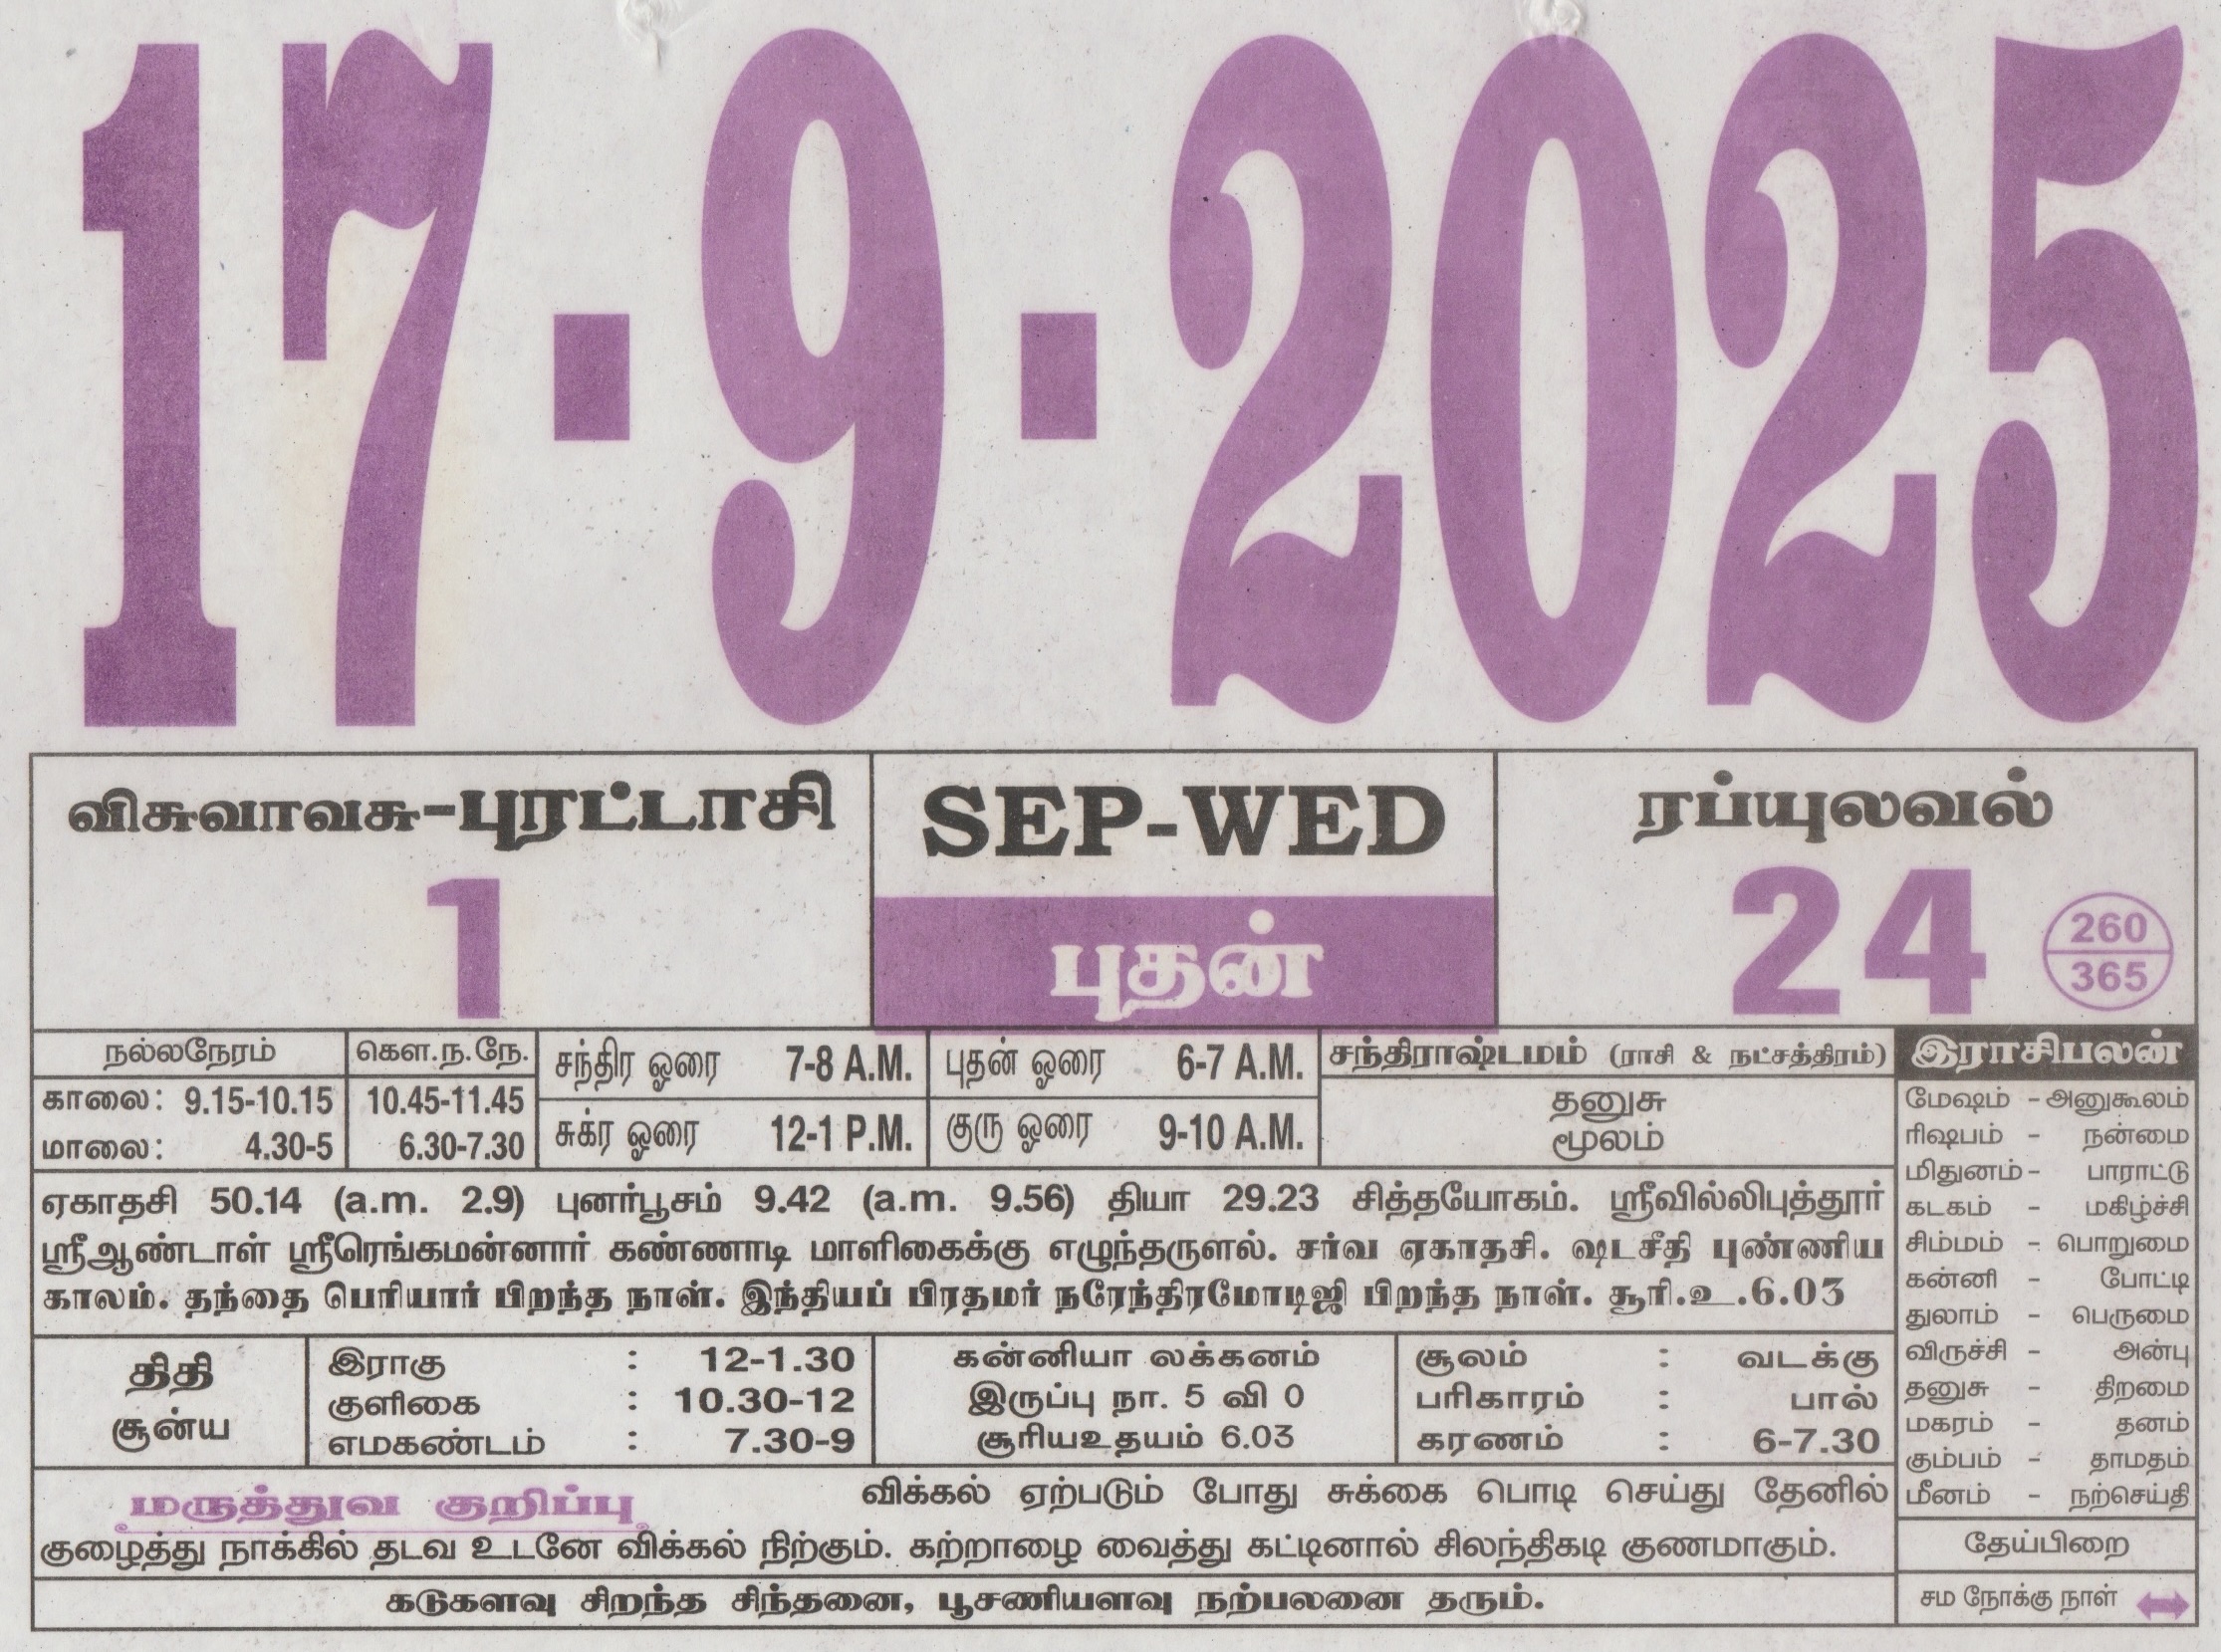 17-9-2025
விசுவாவசு-புரட்டாசி
1
SEP-WED
புதன்
ரப்யுலவல்
24
260
365
நல்லநேரம்
காலை: 9.15-10.15
மாலை: 4.30-5
கௌ.ந.நே.
10.45-11.45
6.30-7.30
சந்திர ஓரை 7-8 A.M.
சுக்ர ஓரை 12-1 P.M.
புதன் ஓரை 6-7 A.M.
குரு ஓரை 9-10 A.M.
சந்திராஷ்டமம் (ராசி & நட்சத்திரம்)
தனுசு
மூலம்
ஏகாதசி 50.14 (a.m. 2.9) புனர்பூசம் 9.42 (a.m. 9.56) தியா 29.23 சித்தயோகம். ஸ்ரீவில்லிபுத்தூர்
ஸ்ரீஆண்டாள் ஸ்ரீரெங்கமன்னார் கண்ணாடி மாளிகைக்கு எழுந்தருளல். சர்வ ஏகாதசி. ஷடசீதி புண்ணிய
காலம். தந்தை பெரியார் பிறந்த நாள். இந்தியப் பிரதமர் நரேந்திரமோடிஜி பிறந்த நாள். சூரி.உ.6.03
திதி
சூன்ய
இராகு : 12-1.30
குளிகை : 10.30-12
எமகண்டம் : 7.30-9
கன்னியா லக்கனம்
இருப்பு நா. 5 வி 0
சூரியஉதயம் 6.03
சூலம் : வடக்கு
பரிகாரம் : பால்
கரணம் : 6-7.30
மருத்துவ குறிப்பு விக்கல் ஏற்படும் போது சுக்கை பொடி செய்து தேனில்
குழைத்து நாக்கில் தடவ உடனே விக்கல் நிற்கும். கற்றாழை வைத்து கட்டினால் சிலந்திகடி குணமாகும்.
கடுகளவு சிறந்த சிந்தனை, பூசணியளவு நற்பலனை தரும்.
இராசிபலன்
மேஷம் - அனுகூலம்
ரிஷபம் - நன்மை
மிதுனம் - பாராட்டு
கடகம் - மகிழ்ச்சி
சிம்மம் - பொறுமை
கன்னி - போட்டி
துலாம் - பெருமை
விருச்சி - அன்பு
தனுசு - திறமை
மகரம் - தனம்
கும்பம் - தாமதம்
மீனம் - நற்செய்தி
தேய்பிறை
சம நோக்கு நாள்